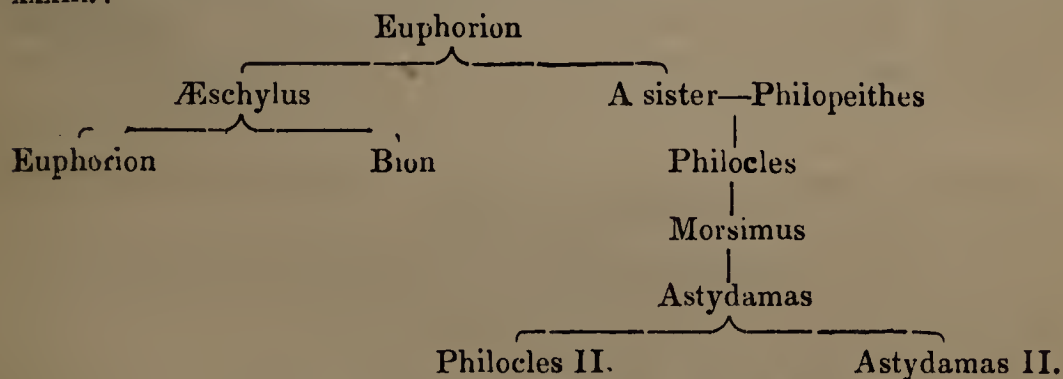 Euphorion
Æschylus A sister—Philopeithes
Euphorion Bion Philocles
Morsimus
Astydamas
Philocles II. Astydamas II.